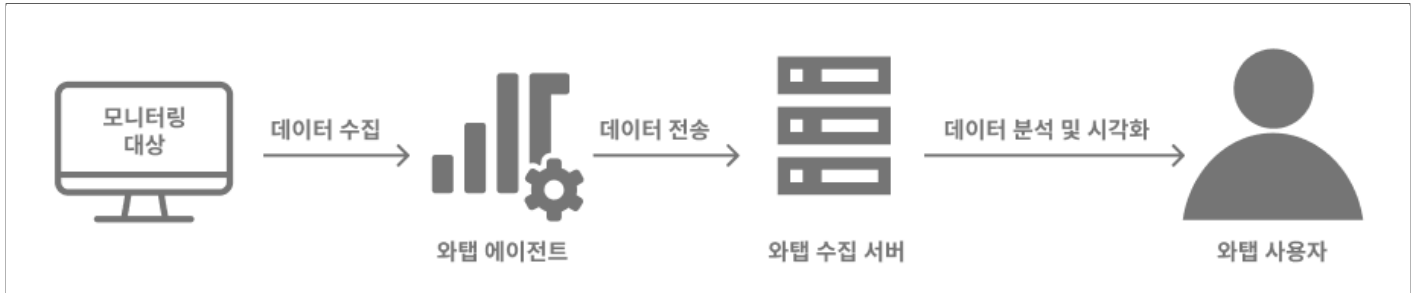 모니터링
대상
데이터 수집
와탭 에이전트
데이터 전송
와탭 수집 서버
데이터 분석 및 시각화
와탭 사용자